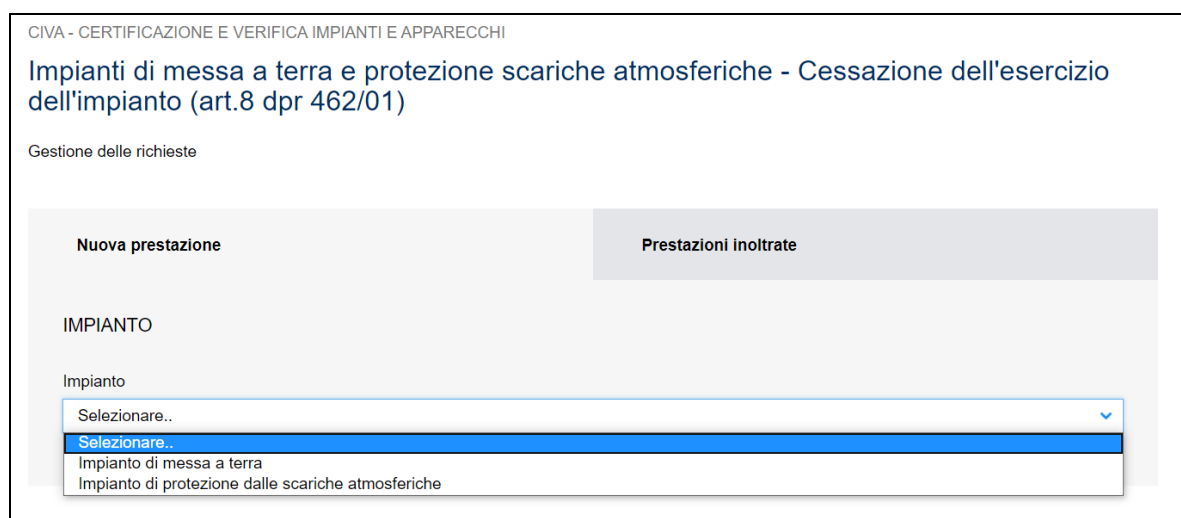 CIVA - CERTIFICAZIONE E VERIFICA IMPIANTI E APPARECCHI
Impianti di messa a terra e protezione scariche atmosferiche - Cessazione dell'esercizio
dell'impianto (art.8 dpr 462/01)
Gestione delle richieste
Nuova prestazione
Prestazioni inoltrate
IMPIANTO
Impianto
Selezionare..
Selezionare..
Impianto di messa a terra
Impianto di protezione dalle scariche atmosferiche